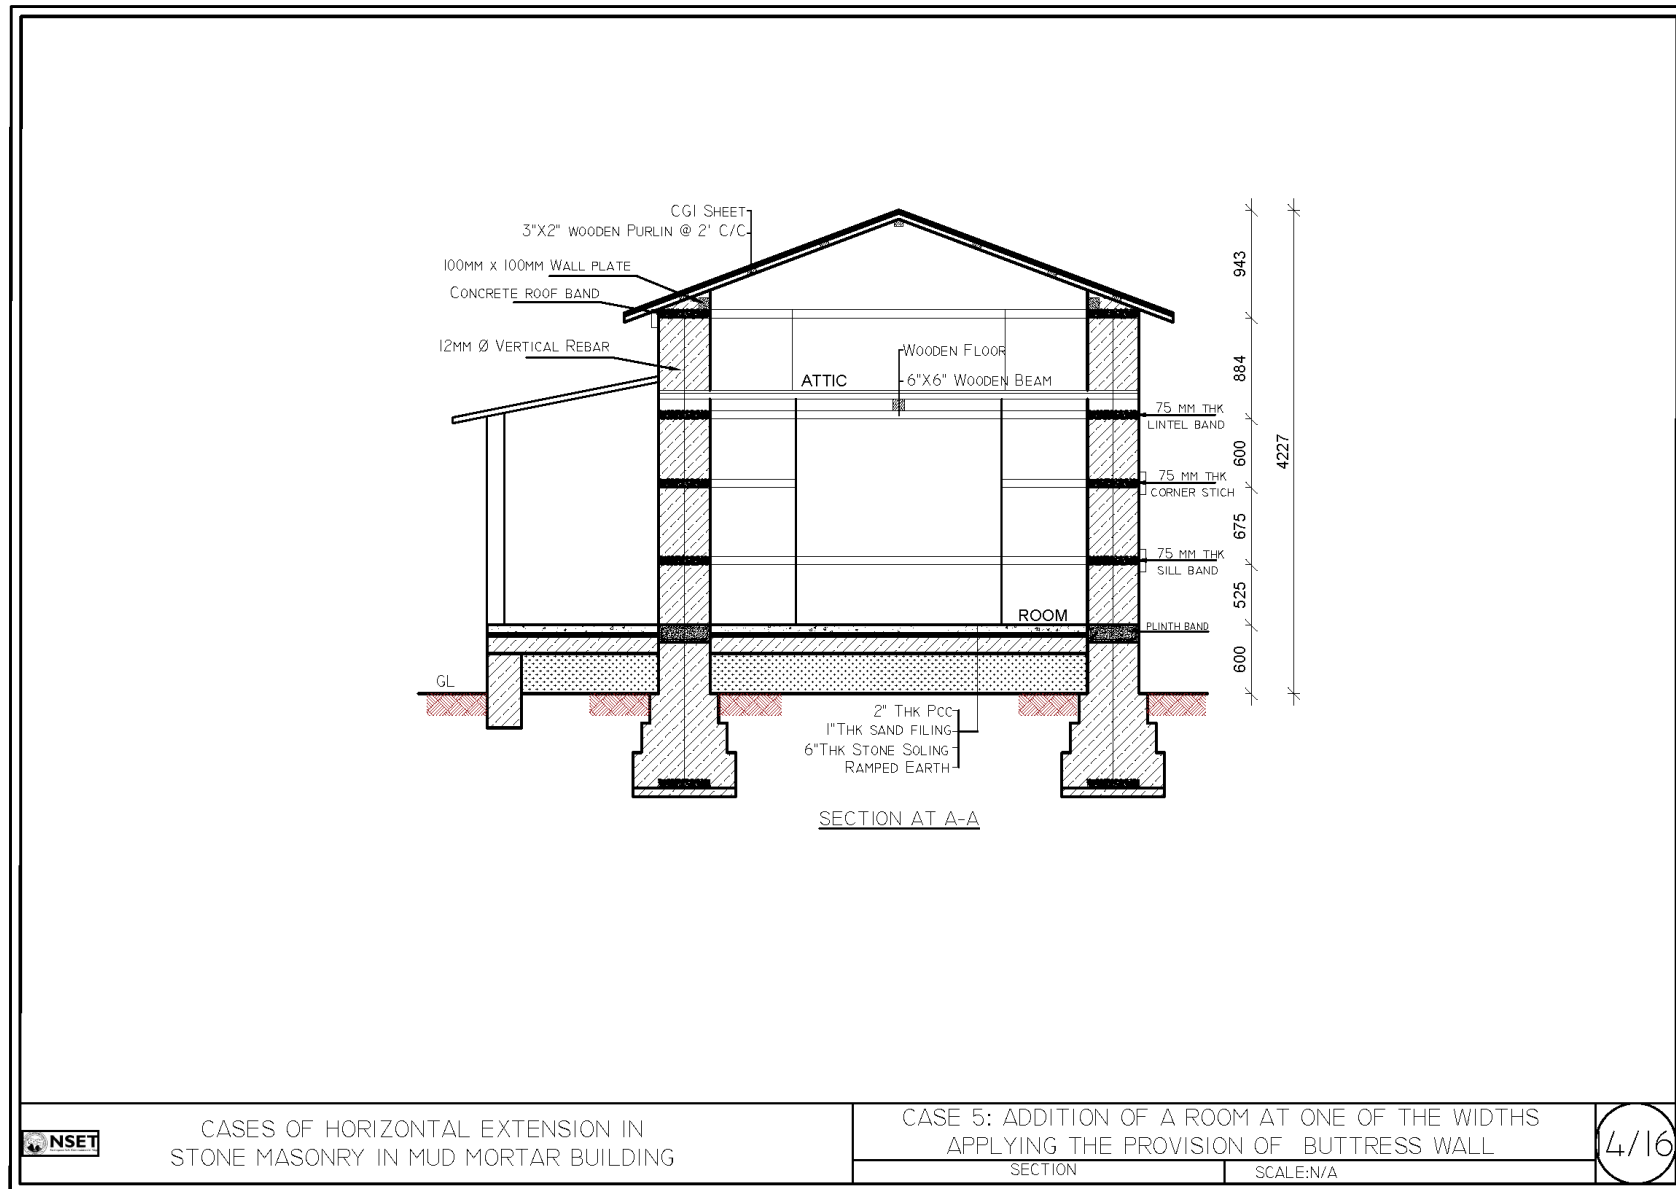 CGI SHEET
3"X2" WOODEN PURLIN @ 2' C/C
100MM X 100MM WALL PLATE
CONCRETE ROOF BAND
12MM Ø VERTICAL REBAR
WOODEN FLOOR
ATTIC
6"X6" WOODEN BEAM
75 MM THK
LINTEL BAND
75 MM THK
CORNER STICH
75 MM THK
SILL BAND
ROOM
PLINTH BAND
943
884
600
675
525
600
4227
GL
2" THK PCC
1"THK SAND FILING
6"THK STONE SOLING
RAMPED EARTH
SECTION AT A-A
NSET
CASES OF HORIZONTAL EXTENSION IN
STONE MASONRY IN MUD MORTAR BUILDING
CASE 5: ADDITION OF A ROOM AT ONE OF THE WIDTHS
APPLYING THE PROVISION OF BUTTRESS WALL
SECTION
SCALE:N/A
4/16